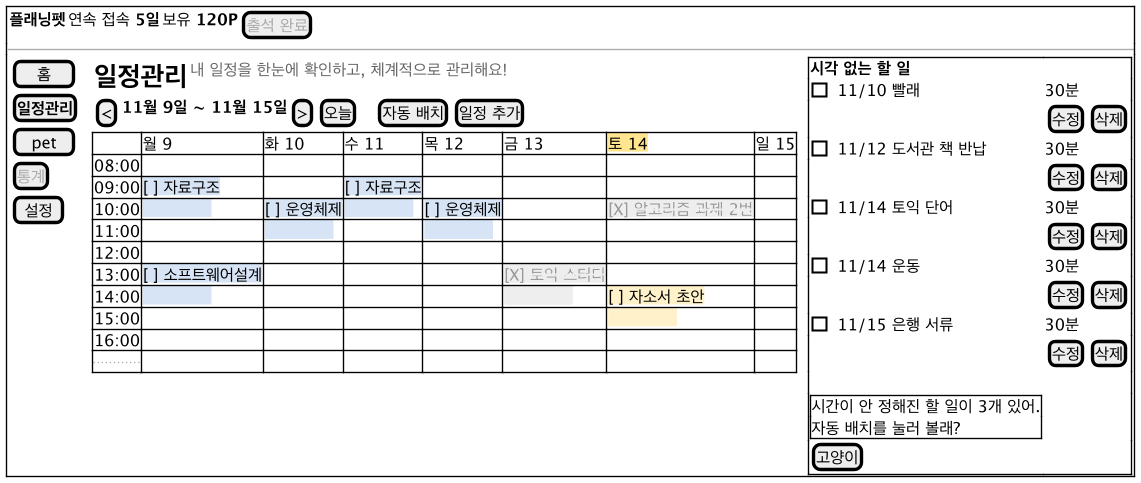 플래닝펫 연속 접속 5일 보유 120P 출석 완료
홈
일정관리
pet
통계
설정
일정관리 내 일정을 한눈에 확인하고, 체계적으로 관리해요!
< 11월 9일 ~ 11월 15일 > 오늘 자동 배치 일정 추가
월 9 화 10 수 11 목 12 금 13 토 14 일 15
08:00
09:00 [ ] 자료구조 [ ] 자료구조
10:00 [ ] 운영체제 [ ] 운영체제 [X] 알고리즘 과제 2번
11:00
12:00
13:00 [ ] 소프트웨어설계 [X] 토익 스터디
14:00 [ ] 자소서 초안
15:00
16:00
시각 없는 할 일
11/10 빨래 30분
수정 삭제
11/12 도서관 책 반납 30분
수정 삭제
11/14 토익 단어 30분
수정 삭제
11/14 운동 30분
수정 삭제
11/15 은행 서류 30분
수정 삭제
시간이 안 정해진 할 일이 3개 있어.
자동 배치를 눌러 볼래?
고양이